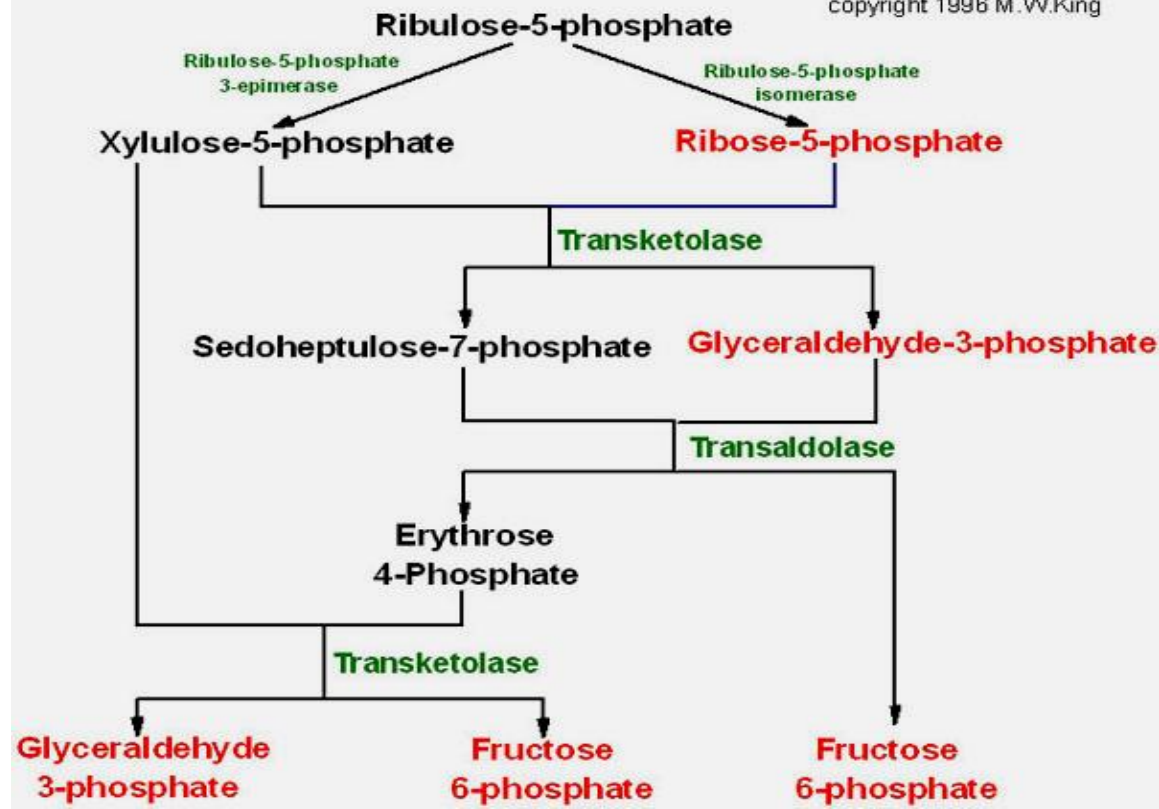 copyright 1996 M.W.King
Ribulose-5-phosphate
Ribulose-5-phosphate
3-epimerase
Ribulose-5-phosphate
isomerase
Xylulose-5-phosphate
Ribose-5-phosphate
Transketolase
Sedoheptulose-7-phosphate
Glyceraldehyde-3-phosphate
Transaldolase
Erythrose
4-Phosphate
Transketolase
Glyceraldehyde
3-phosphate
Fructose
6-phosphate
Fructose
6-phosphate